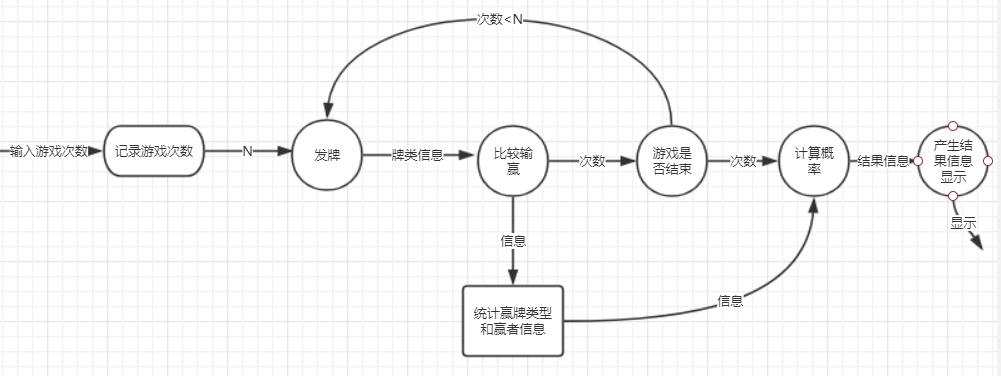 次数<N
输入游戏次数
记录游戏次数
N
发牌
牌类信息
比较输
赢
次数
游戏是
否结束
次数
计算概
率
结果信息
产生结
果信息
显示
显示
信息
统计赢牌类型
和赢者信息
信息